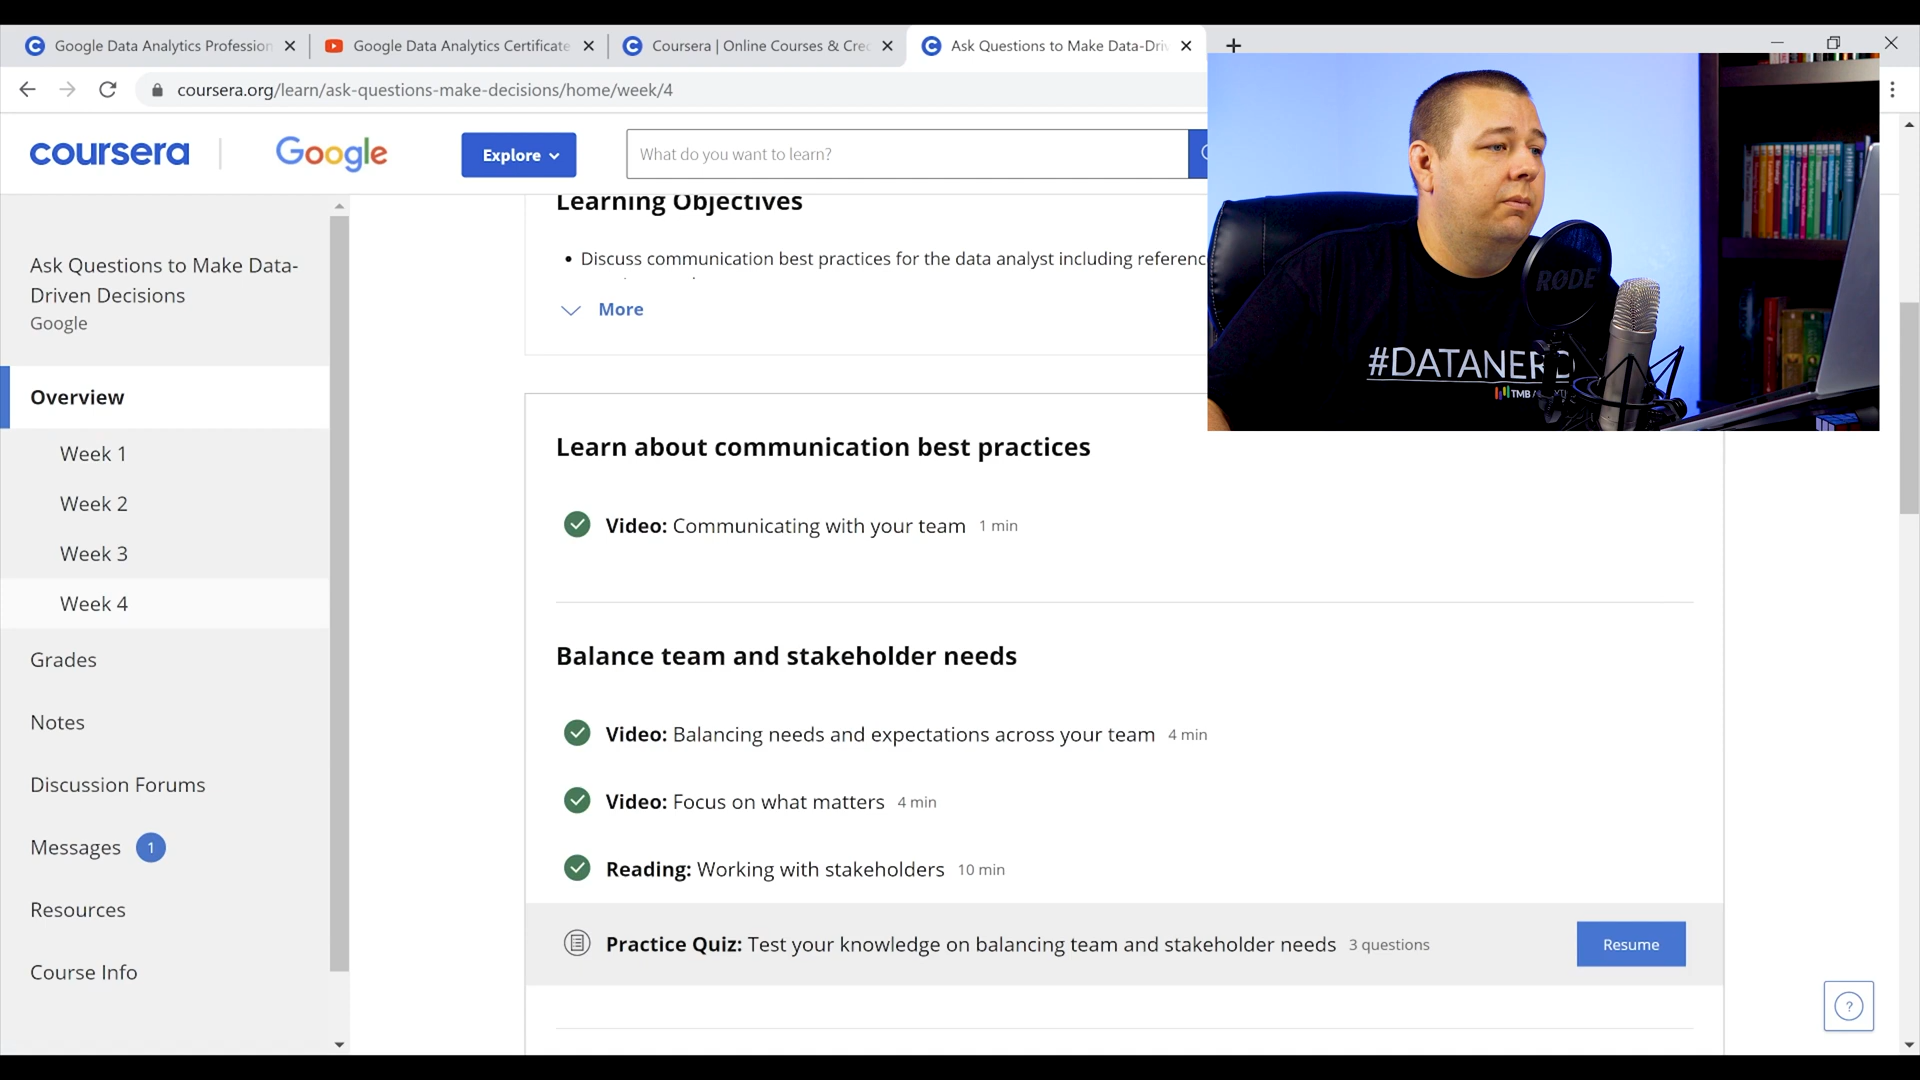 Google Data Analytics Profession
Google Data Analytics Certificate
Coursera | Online Courses & Cre
Ask Questions to Make Data-Dri
coursera.org/learn/ask-questions-make-decisions/home/week/4
coursera
Google
Explore
What do you want to learn?
Ask Questions to Make Data-
Driven Decisions
Google
Overview
Week 1
Week 2
Week 3
Week 4
Grades
Notes
Discussion Forums
Messages 1
Resources
Course Info
Learning Objectives
• Discuss communication best practices for the data analyst including referenc
More
Learn about communication best practices
Video: Communicating with your team 1 min
Balance team and stakeholder needs
Video: Balancing needs and expectations across your team 4 min
Video: Focus on what matters 4 min
Reading: Working with stakeholders 10 min
Practice Quiz: Test your knowledge on balancing team and stakeholder needs 3 questions
Resume
?
RØDE
#DATANERD
TMB